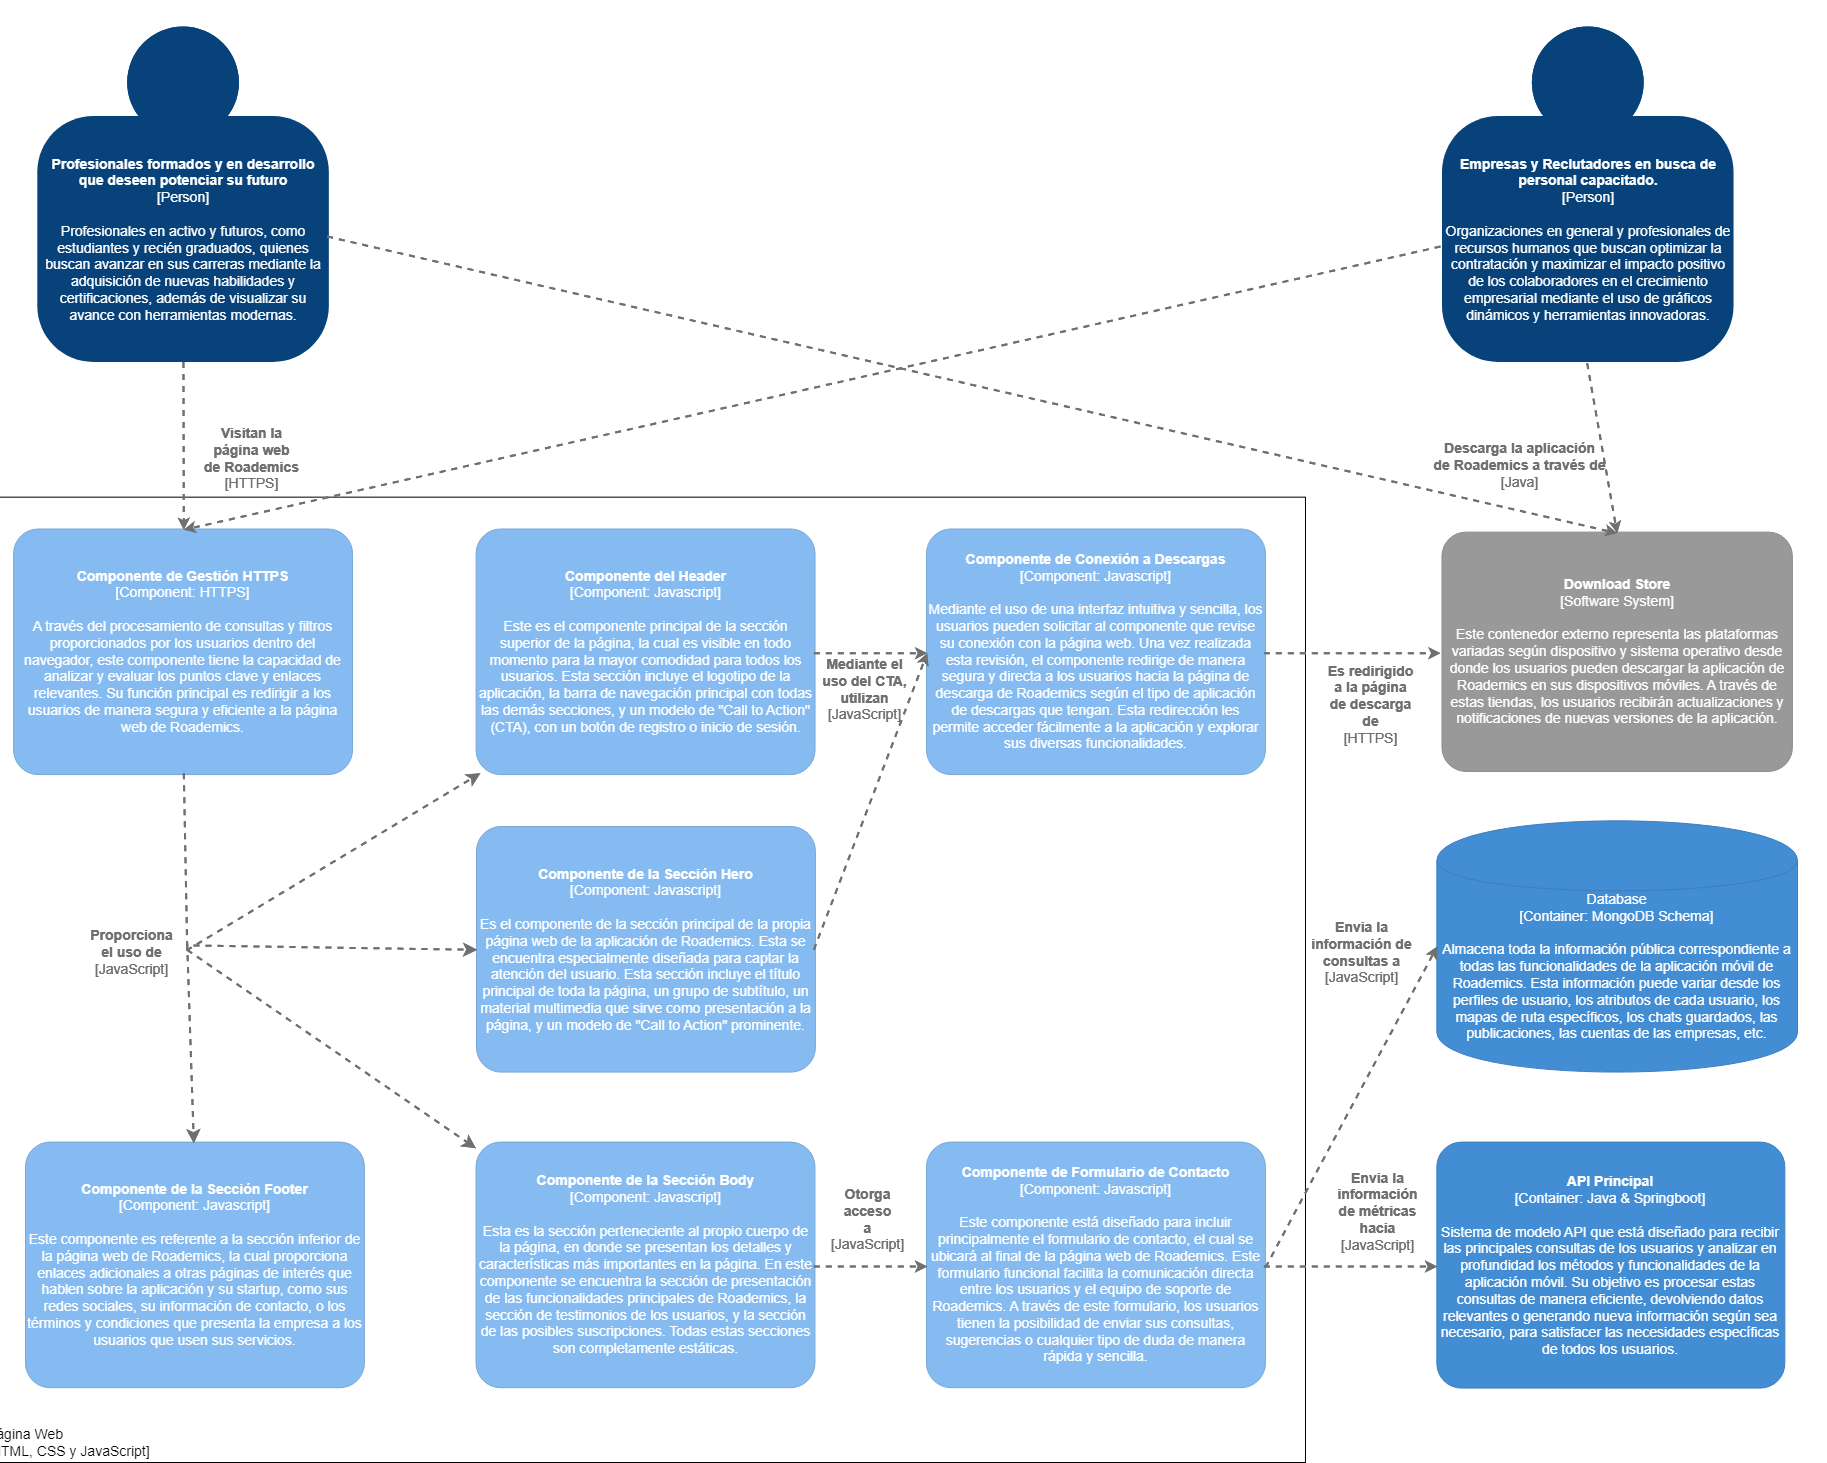 Profesionales formados y en desarrollo
que deseen potenciar su futuro
[Person]
Profesionales en activo y futuros, como
estudiantes y recién graduados, quienes
buscan avanzar en sus carreras mediante la
adquisición de nuevas habilidades y
certificaciones, además de visualizar su
avance con herramientas modernas.
Empresas y Reclutadores en busca de
personal capacitado.
[Person]
Organizaciones en general y profesionales de
recursos humanos que buscan optimizar la
contratación y maximizar el impacto positivo
de los colaboradores en el crecimiento
empresarial mediante el uso de gráficos
dinámicos y herramientas innovadoras.
Visitan la
página web
de Roademics
[HTTPS]
Descarga la aplicación
de Roademics a través de
[Java]
Componente de Gestión HTTPS
[Component: HTTPS]
A través del procesamiento de consultas y filtros
proporcionados por los usuarios dentro del
navegador, este componente tiene la capacidad de
analizar y evaluar los puntos clave y enlaces
relevantes. Su función principal es redirigir a los
usuarios de manera segura y eficiente a la página
web de Roademics.
Componente del Header
[Component: Javascript]
Este es el componente principal de la sección
superior de la página, la cual es visible en todo
momento para la mayor comodidad para todos los
usuarios. Esta sección incluye el logotipo de la
aplicación, la barra de navegación principal con todas
las demás secciones, y un modelo de "Call to Action"
(CTA), con un botón de registro o inicio de sesión.
Mediante el
uso del CTA,
utilizan
[JavaScript]
Componente de Conexión a Descargas
[Component: Javascript]
Mediante el uso de una interfaz intuitiva y sencilla, los
usuarios pueden solicitar al componente que revise
su conexión con la página web. Una vez realizada
esta revisión, el componente redirige de manera
segura y directa a los usuarios hacia la página de
descarga de Roademics según el tipo de aplicación
de descargas que tengan. Esta redirección les
permite acceder fácilmente a la aplicación y explorar
sus diversas funcionalidades.
Es redirigido
a la página
de descarga
de
[HTTPS]
Download Store
[Software System]
Este contenedor externo representa las plataformas
variadas según dispositivo y sistema operativo desde
donde los usuarios pueden descargar la aplicación de
Roademics en sus dispositivos móviles. A través de
estas tiendas, los usuarios recibirán actualizaciones y
notificaciones de nuevas versiones de la aplicación.
Proporciona
el uso de
[JavaScript]
Componente de la Sección Hero
[Component: Javascript]
Es el componente de la sección principal de la propia
página web de la aplicación de Roademics. Esta se
encuentra especialmente diseñada para captar la
atención del usuario. Esta sección incluye el título
principal de toda la página, un grupo de subtítulo, un
material multimedia que sirve como presentación a la
página, y un modelo de "Call to Action" prominente.
Envia la
información de
consultas a
[JavaScript]
Database
[Container: MongoDB Schema]
Almacena toda la información pública correspondiente a
todas las funcionalidades de la aplicación móvil de
Roademics. Esta información puede variar desde los
perfiles de usuario, los atributos de cada usuario, los
mapas de ruta específicos, los chats guardados, las
publicaciones, las cuentas de las empresas, etc.
Componente de la Sección Footer
[Component: Javascript]
Este componente es referente a la sección inferior de
la página web de Roademics, la cual proporciona
enlaces adicionales a otras páginas de interés que
hablen sobre la aplicación y su startup, como sus
redes sociales, su información de contacto, o los
términos y condiciones que presenta la empresa a los
usuarios que usen sus servicios.
Componente de la Sección Body
[Component: Javascript]
Esta es la sección perteneciente al propio cuerpo de
la página, en donde se presentan los detalles y
características más importantes en la página. En este
componente se encuentra la sección de presentación
de las funcionalidades principales de Roademics, la
sección de testimonios de los usuarios, y la sección
de las posibles suscripciones. Todas estas secciones
son completamente estáticas.
Otorga
acceso
a
[JavaScript]
Componente de Formulario de Contacto
[Component: Javascript]
Este componente está diseñado para incluir
principalmente el formulario de contacto, el cual se
ubicará al final de la página web de Roademics. Este
formulario funcional facilita la comunicación directa
entre los usuarios y el equipo de soporte de
Roademics. A través de este formulario, los usuarios
tienen la posibilidad de enviar sus consultas,
sugerencias o cualquier tipo de duda de manera
rápida y sencilla.
Envia la
información
de métricas
hacia
[JavaScript]
API Principal
[Container: Java & Springboot]
Sistema de modelo API que está diseñado para recibir
las principales consultas de los usuarios y analizar en
profundidad los métodos y funcionalidades de la
aplicación móvil. Su objetivo es procesar estas
consultas de manera eficiente, devolviendo datos
relevantes o generando nueva información según sea
necesario, para satisfacer las necesidades específicas
de todos los usuarios.
ágina Web
TML, CSS y JavaScript]